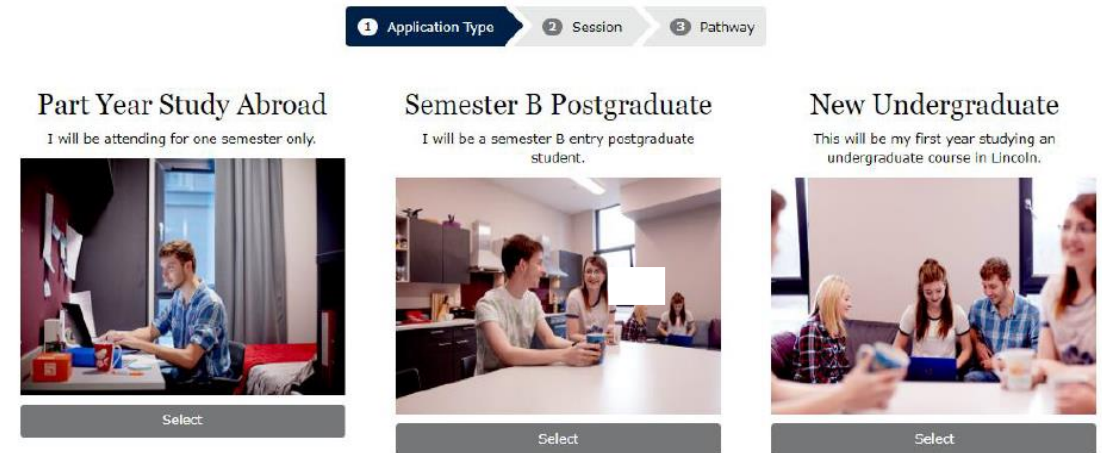 1 Application Type 2 Session 3 Pathway
Part Year Study Abroad
I will be attending for one semester only.
Select
Semester B Postgraduate
I will be a semester B entry postgraduate
student.
Select
New Undergraduate
This will be my first year studying an
undergraduate course in Lincoln.
Select